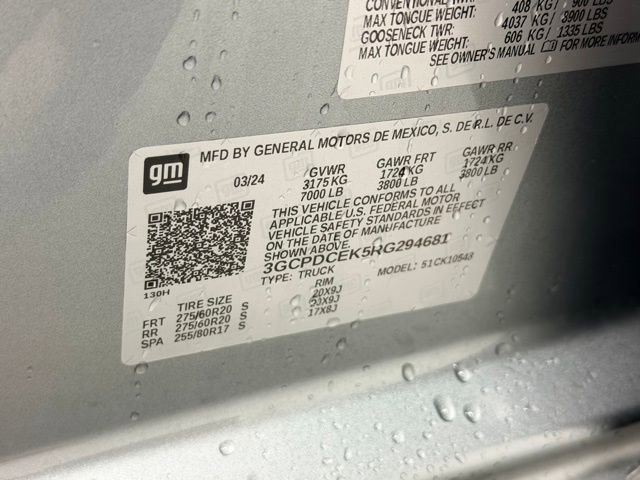 CONVENTIONAL TWR:
MAX TONGUE WEIGHT: 408 KG/ 900 LBS
GOOSENECK TWR: 4037 KG/ 8900 LBS
MAX TONGUE WEIGHT: 606 KG/ 1335 LBS
SEE OWNER'S MANUAL FOR MORE INFORM
gm
MFD BY GENERAL MOTORS DE MEXICO, S. DE R.L. DE C.V.
03/24 GVWR GAWR FRT GAWR RR
3175 KG 1724 KG 1724 KG
7000 LB 3800 LB 3800 LB
THIS VEHICLE CONFORMS TO ALL
APPLICABLE U.S. FEDERAL MOTOR
VEHICLE SAFETY STANDARDS IN EFFECT
ON THE DATE OF MANUFACTURE SHOWN ABOVE.
3GCPDCEK5RG294681
TYPE: TRUCK MODEL: 51CK10543
130H
TIRE SIZE RIM
FRT 275/60R20 S 20X9J
RR 275/60R20 S 20X9J
SPA 255/80R17 S 17X8J